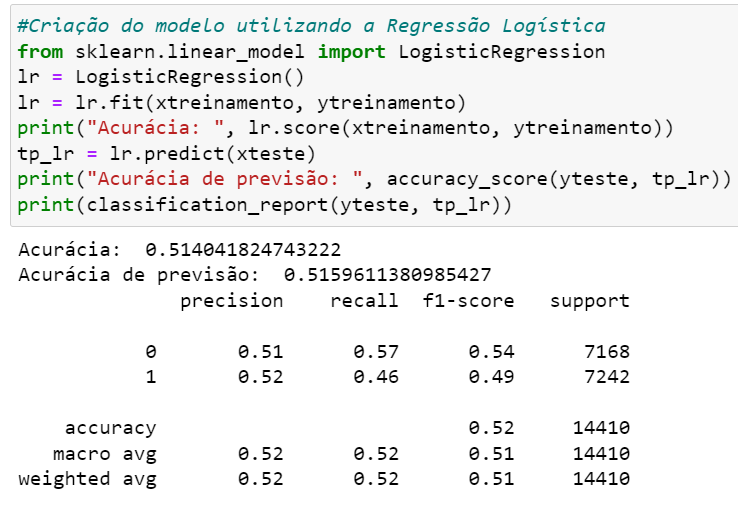 #Criação do modelo utilizando a Regressão Logística
from sklearn.linear_model import LogisticRegression
lr = LogisticRegression()
lr = lr.fit(xtreinamento, ytreinamento)
print("Acurácia: ", lr.score(xtreinamento, ytreinamento))
tp_lr = lr.predict(xteste)
print("Acurácia de previsão: ", accuracy_score(yteste, tp_lr))
print(classification_report(yteste, tp_lr))
Acurácia:  0.514041824743222
Acurácia de previsão:  0.5159611380985427
              precision    recall  f1-score   support
           0       0.51      0.57      0.54      7168
           1       0.52      0.46      0.49      7242
    accuracy                           0.52     14410
   macro avg       0.52      0.52      0.51     14410
weighted avg       0.52      0.52      0.51     14410